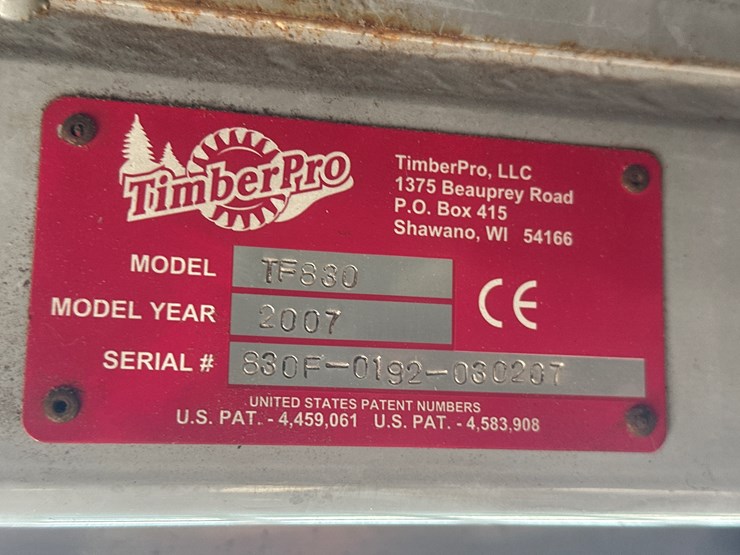 TimberPro
TimberPro, LLC
1375 Beauprey Road
P.O. Box 415
Shawano, WI 54166
MODEL TF830
MODEL YEAR 2007
SERIAL # 830F-0192-030207
CE
UNITED STATES PATENT NUMBERS
U.S. PAT. - 4,459,061 U.S. PAT. - 4,583,908